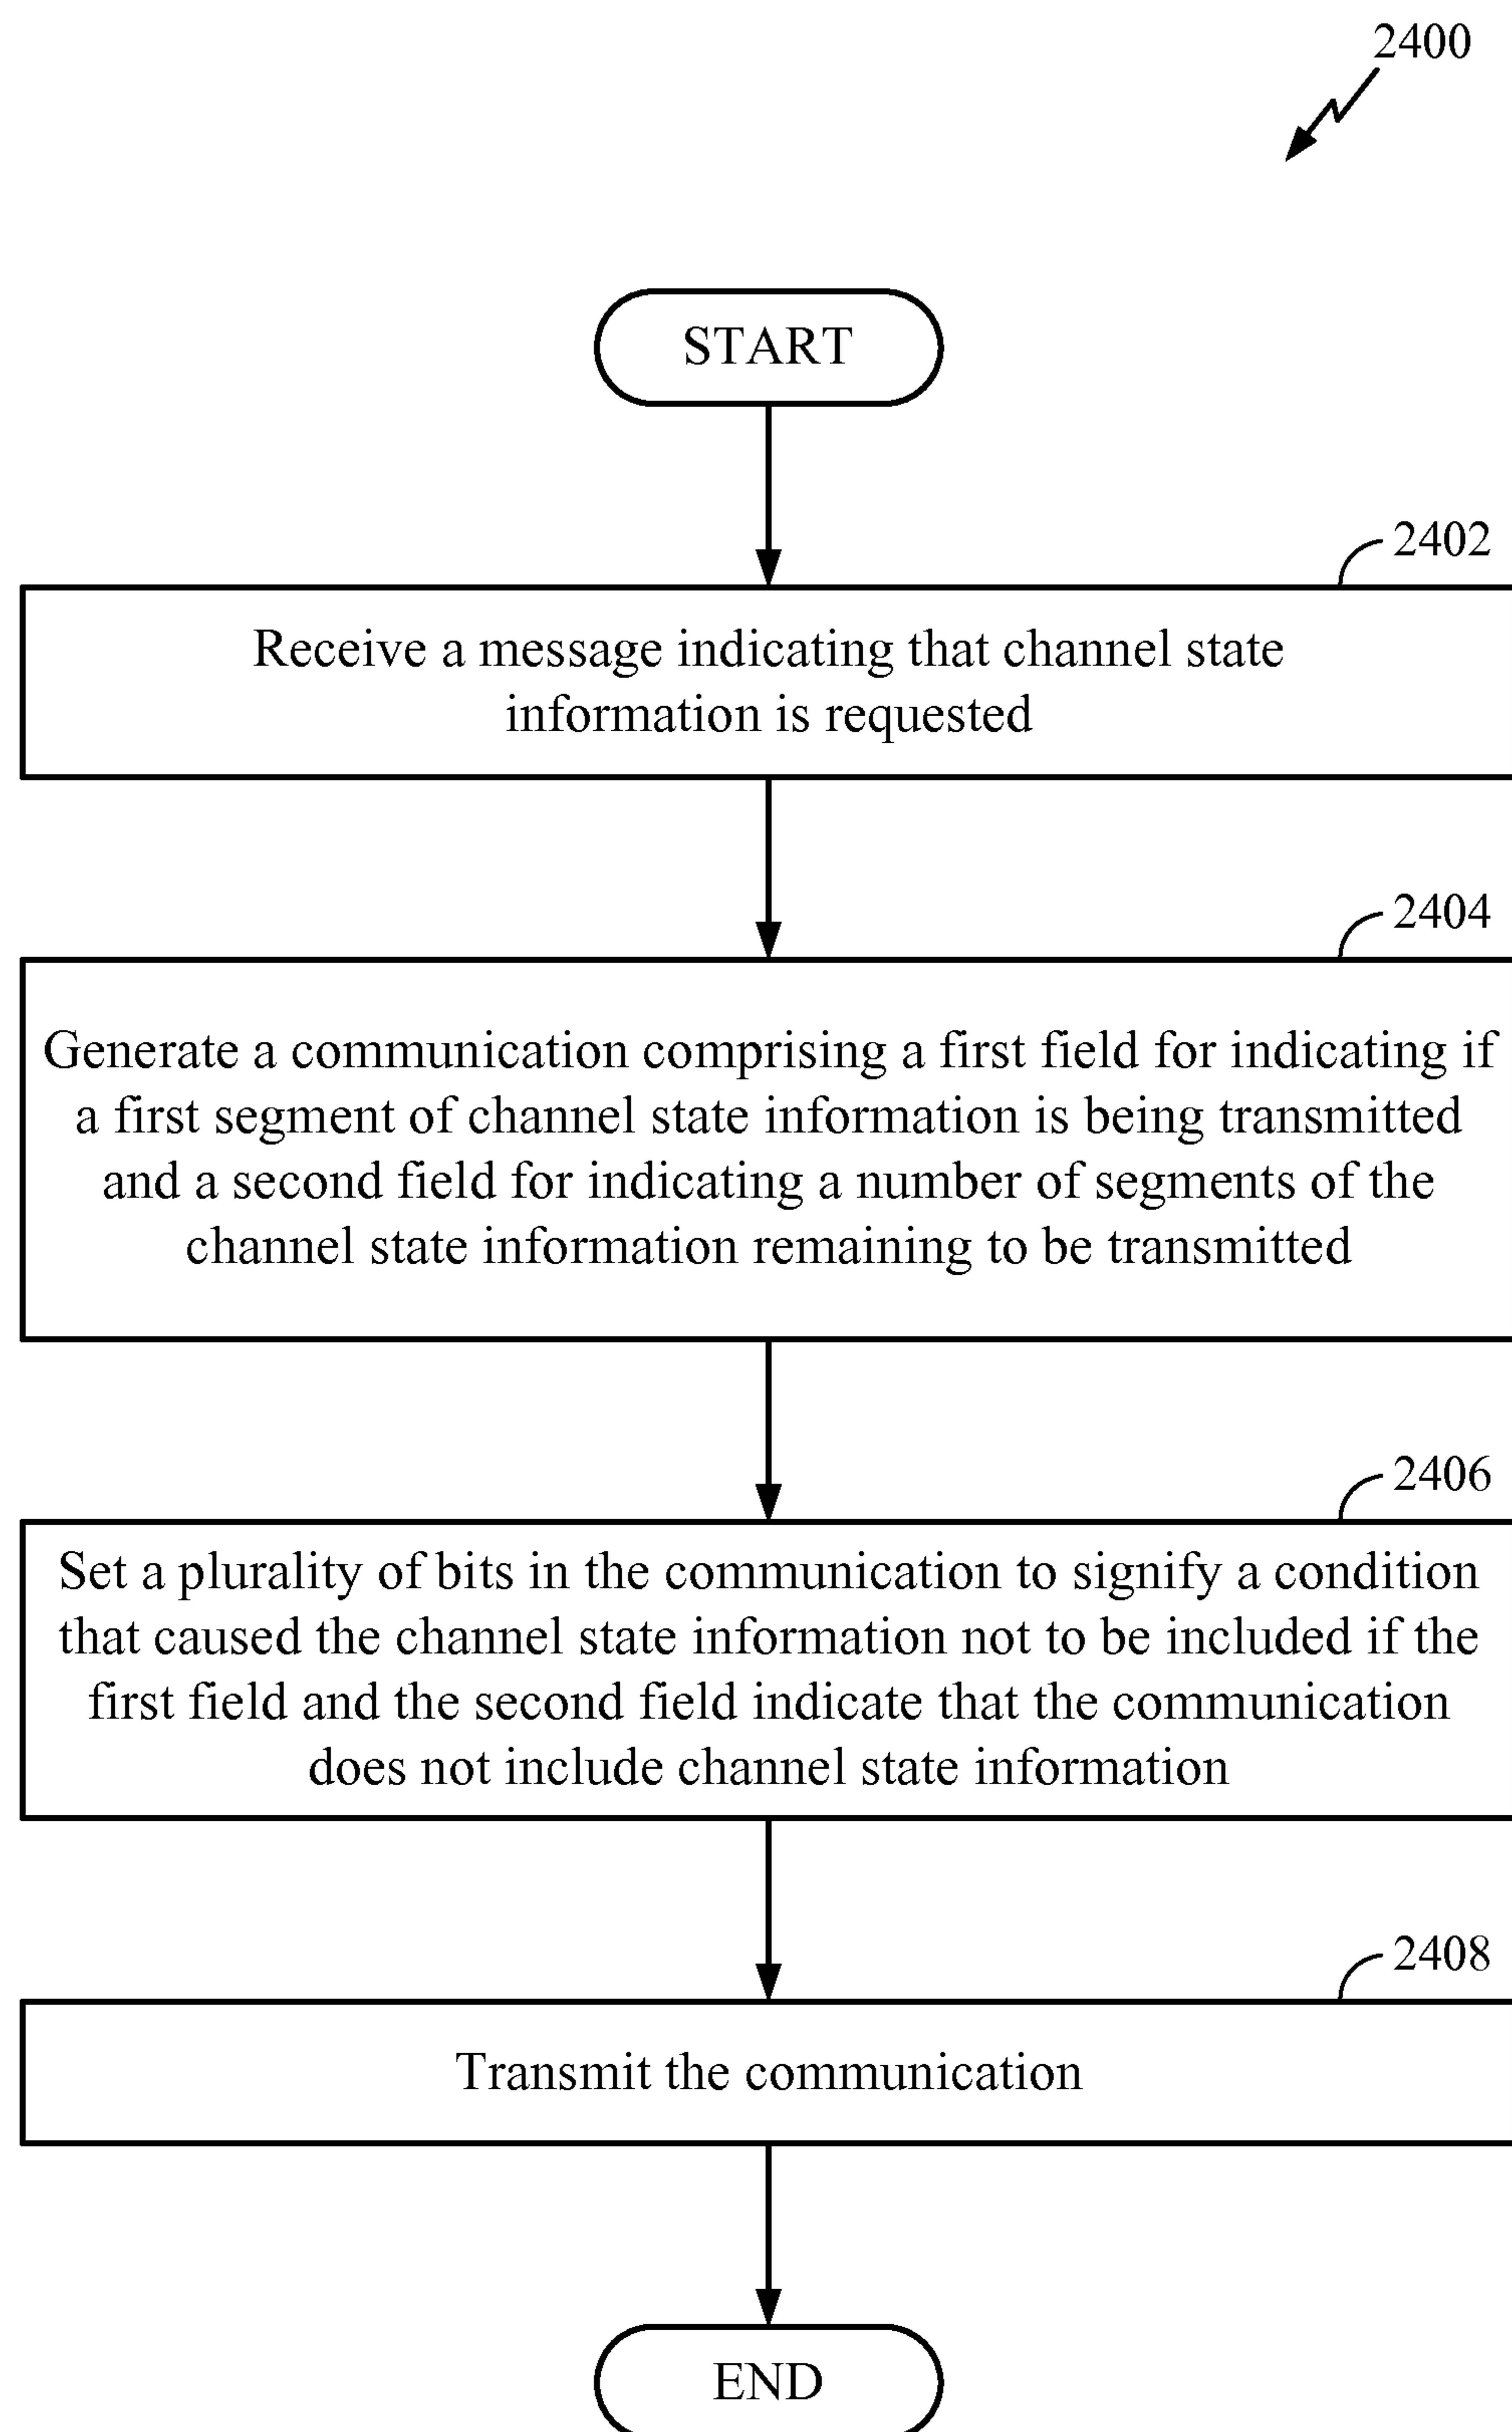 2400
START
2402
Receive a message indicating that channel state
information is requested
2404
Generate a communication comprising a first field for indicating if
a first segment of channel state information is being transmitted
and a second field for indicating a number of segments of the
channel state information remaining to be transmitted
2406
Set a plurality of bits in the communication to signify a condition
that caused the channel state information not to be included if the
first field and the second field indicate that the communication
does not include channel state information
2408
Transmit the communication
END